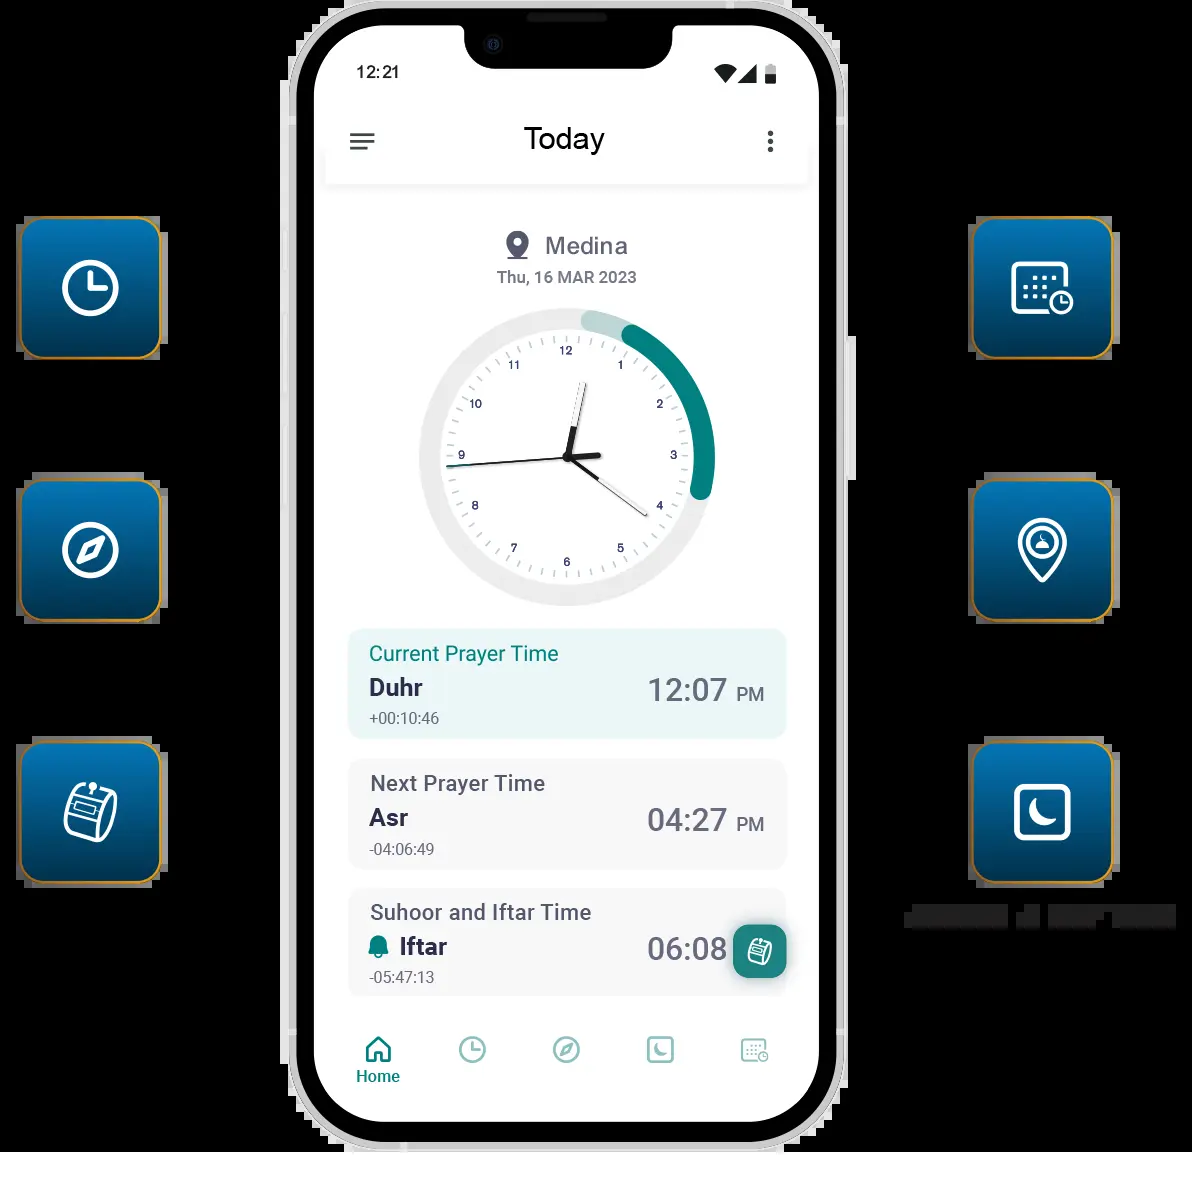 12:21
Today
Medina
Thu, 16 MAR 2023
12
11
1
10
2
9
3
8
4
7
5
6
Current Prayer Time
Duhr
12:07 PM
+00:10:46
Next Prayer Time
Asr
04:27 PM
-04:06:49
Suhoor and Iftar Time
Iftar
06:08
-05:47:13
Home